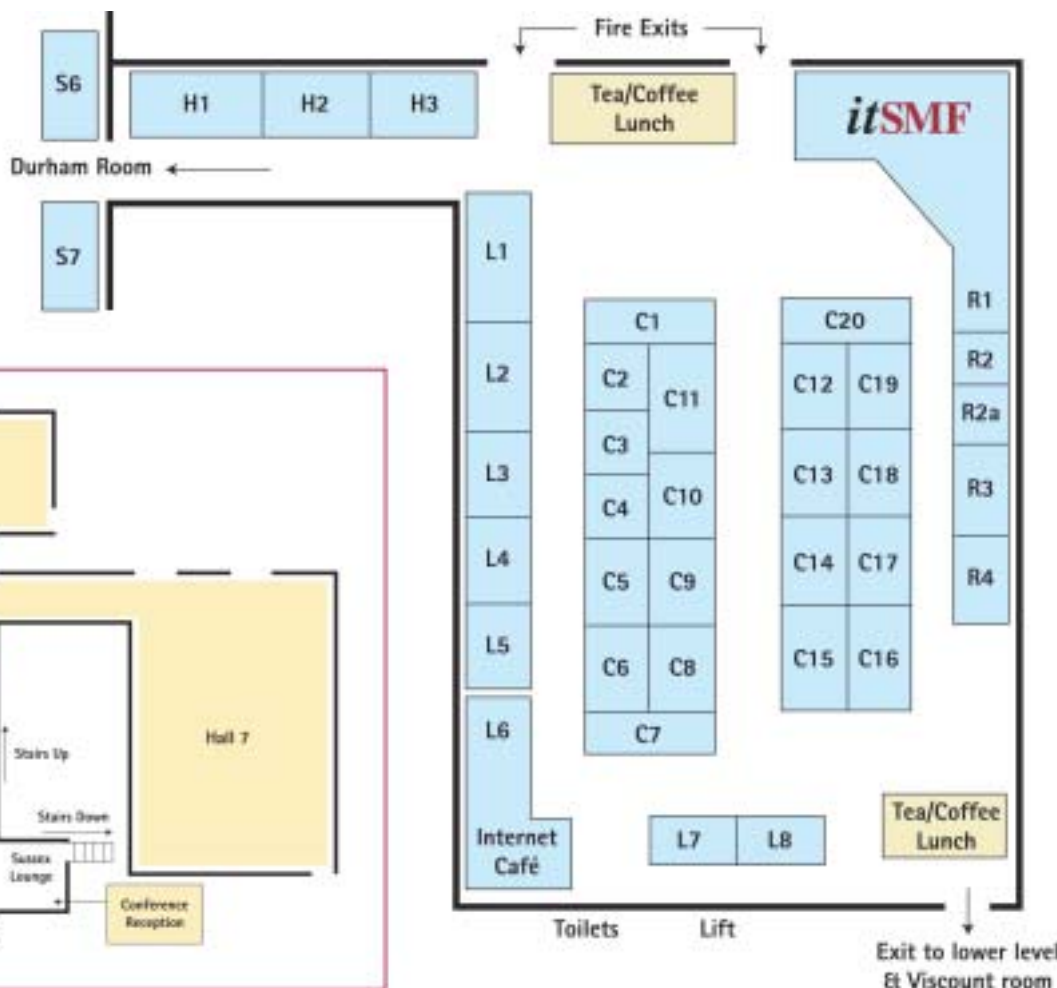 Fire Exits
S6
H1
H2
H3
Tea/Coffee
Lunch
itSMF
Durham Room
S7
L1
L2
L3
L4
L5
L6
Internet
Café
C1
C2
C3
C4
C5
C6
C7
C11
C10
C9
C8
C20
C12
C19
C13
C18
C14
C17
C15
C16
R1
R2
R2a
R3
R4
L7
L8
Tea/Coffee
Lunch
Toilets
Lift
Exit to lower level
& Viscount room
Hall 7
Stairs Up
Stairs Down
Sussex
Lounge
Conference
Reception